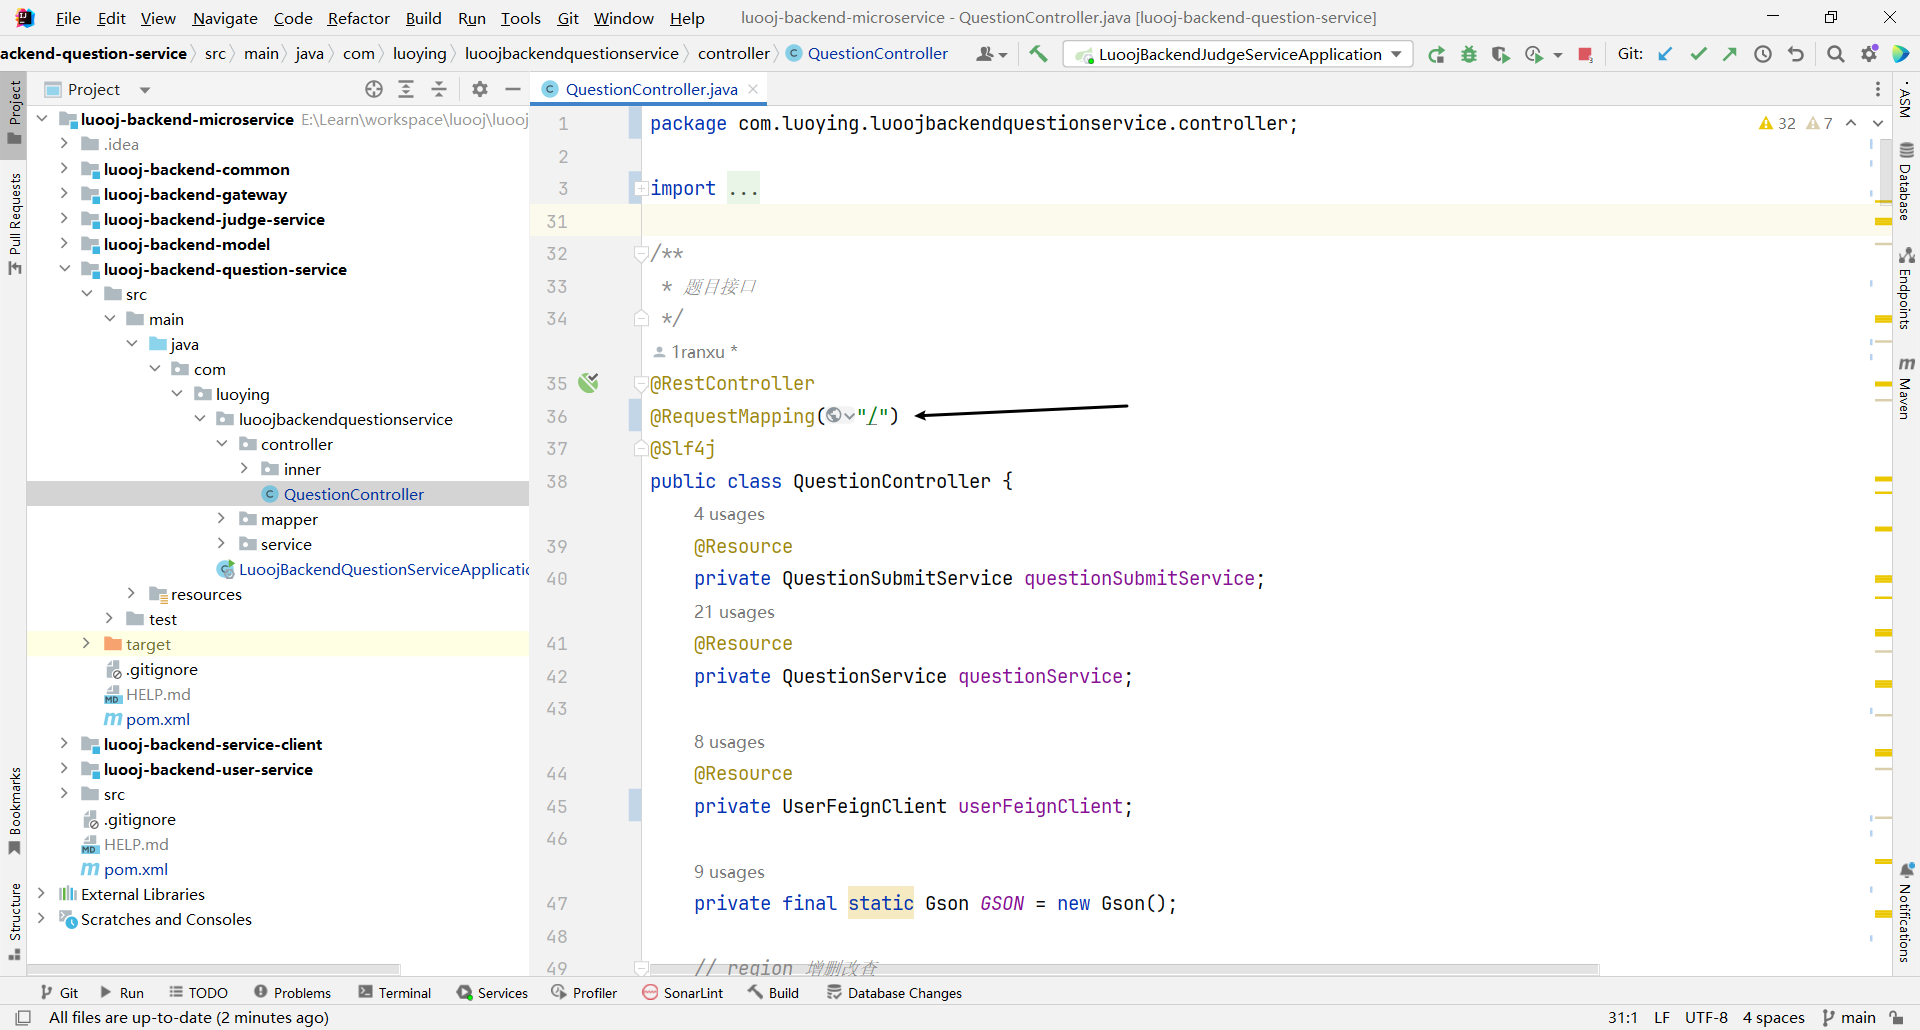 File Edit View Navigate Code Refactor Build Run Tools Git Window Help luooj-backend-microservice - QuestionController.java [luooj-backend-question-service]
ackend-question-service src main java com luoying luoojbackendquestionservice controller QuestionController LuoojBackendJudgeServiceApplication Git:
Project QuestionController.java
luooj-backend-microservice E:\Learn\workspace\luooj\luooj
.idea
luooj-backend-common
luooj-backend-gateway
luooj-backend-judge-service
luooj-backend-model
luooj-backend-question-service
src
main
java
com
luoying
luoojbackendquestionservice
controller
inner
QuestionController
mapper
service
LuoojBackendQuestionServiceApplicatio
resources
test
target
.gitignore
HELP.md
pom.xml
luooj-backend-service-client
luooj-backend-user-service
src
.gitignore
HELP.md
pom.xml
External Libraries
Scratches and Consoles
1 package com.luoying.luoojbackendquestionservice.controller;
2
3 import ...
31
32 /**
33 * 题目接口
34 */
1ranxu *
35 @RestController
36 @RequestMapping("/")
37 @Slf4j
38 public class QuestionController {
4 usages
39 @Resource
40 private QuestionSubmitService questionSubmitService;
21 usages
41 @Resource
42 private QuestionService questionService;
43
8 usages
44 @Resource
45 private UserFeignClient userFeignClient;
46
9 usages
47 private final static Gson GSON = new Gson();
48
49 // region 增删改查
32 7
Project
Pull Requests
Bookmarks
Structure
ASM
Database
Endpoints
Maven
Notifications
Git Run TODO Problems Terminal Services Profiler SonarLint Build Database Changes
All files are up-to-date (2 minutes ago) 31:1 LF UTF-8 4 spaces main